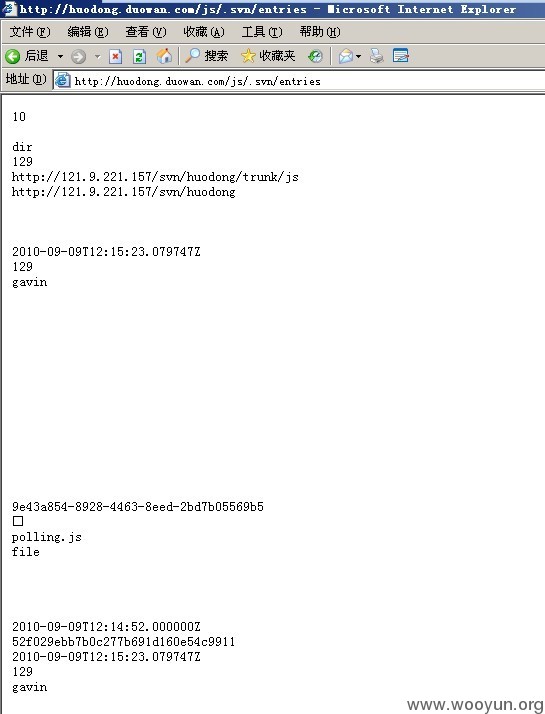 http://huodong.duowan.com/js/.svn/entries - Microsoft Internet Explorer
文件(F) 编辑(E) 查看(V) 收藏(A) 工具(T) 帮助(H)
后退 搜索 收藏夹
地址(D) http://huodong.duowan.com/js/.svn/entries
10
dir
129
http://121.9.221.157/svn/huodong/trunk/js
http://121.9.221.157/svn/huodong
2010-09-09T12:15:23.079747Z
129
gavin
9e43a854-8928-4463-8eed-2bd7b05569b5
polling.js
file
2010-09-09T12:14:52.000000Z
52f029ebb7b0c277b691d160e54c9911
2010-09-09T12:15:23.079747Z
129
gavin
www.wooyun.org